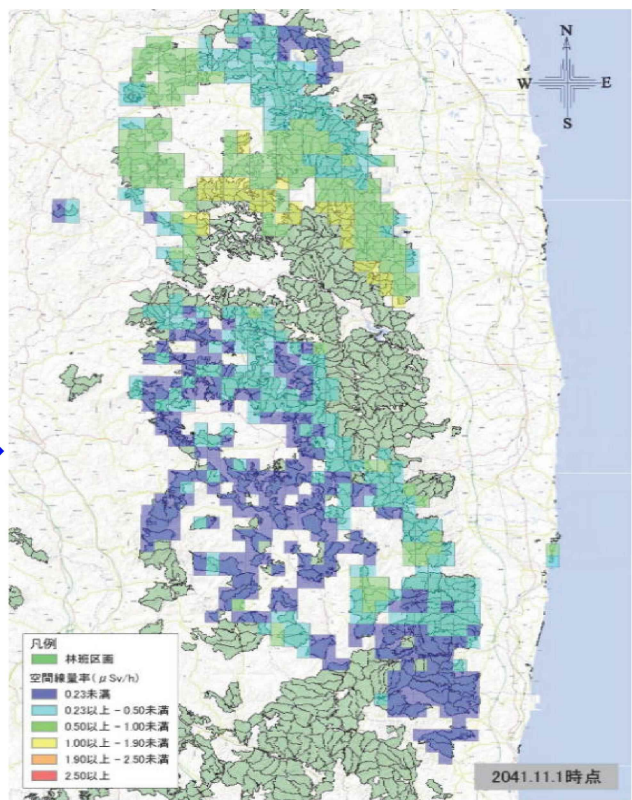 N
W E
S
凡例
林班区画
空間線量率(μSv/h)
0.23未満
0.23以上-0.50未満
0.50以上-1.00未満
1.00以上-1.90未満
1.90以上-2.50未満
2.50以上
2041.11.1時点